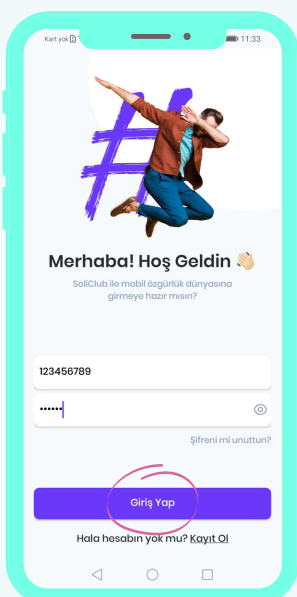 Kart yok
11:33
Merhaba! Hoş Geldin
SoliClub ile mobil özgürlük dünyasına
girmeye hazır mısın?
123456789
••••••
Şifreni mi unuttun?
Giriş Yap
Hala hesabın yok mu? Kayıt Ol